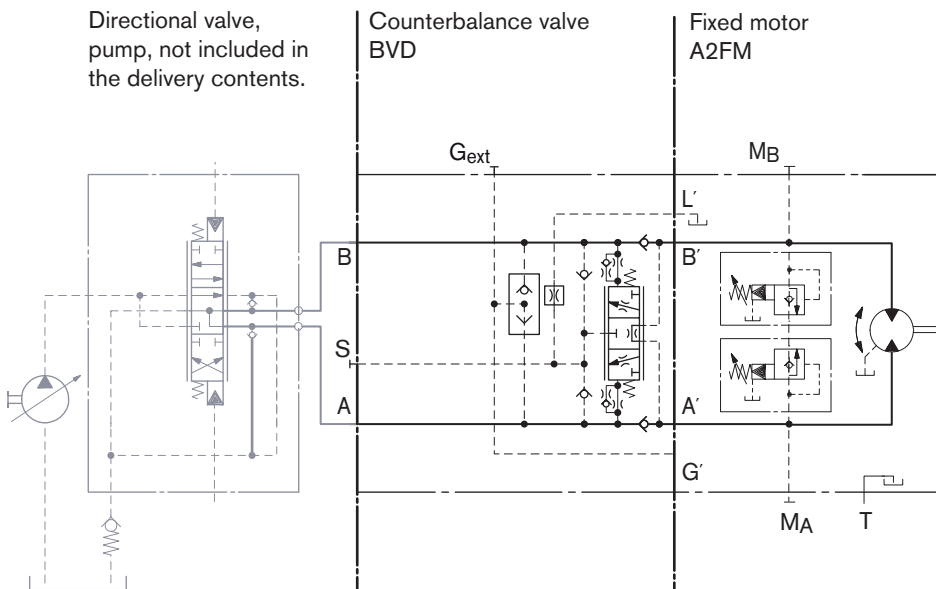 Directional valve,
pump, not included in
the delivery contents.
Counterbalance valve
BVD
Fixed motor
A2FM
Gext
MB
L′
B
B′
S
A
A′
G′
MA
T